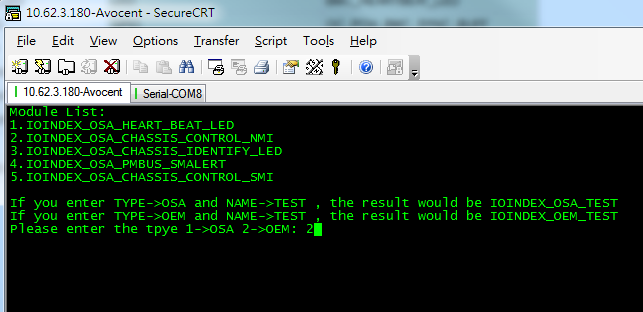 10.62.3.180-Avocent - SecureCRT
File Edit View Options Transfer Script Tools Help
10.62.3.180-Avocent Serial-COM8
Module List:
1.IOINDEX_OSA_HEART_BEAT_LED
2.IOINDEX_OSA_CHASSIS_CONTROL_NMI
3.IOINDEX_OSA_CHASSIS_IDENTIFY_LED
4.IOINDEX_OSA_PMBUS_SMALERT
5.IOINDEX_OSA_CHASSIS_CONTROL_SMI
If you enter TYPE->OSA and NAME->TEST , the result would be IOINDEX_OSA_TEST
If you enter TYPE->OEM and NAME->TEST , the result would be IOINDEX_OEM_TEST
Please enter the tpye 1->OSA 2->OEM: 2